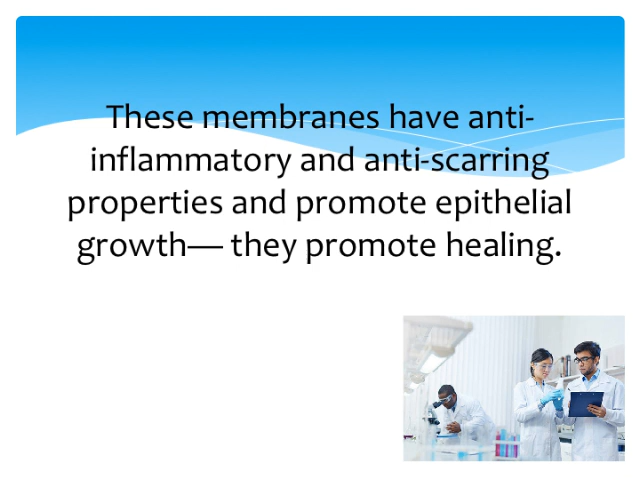 These membranes have anti-
inflammatory and anti-scarring
properties and promote epithelial
growth— they promote healing.